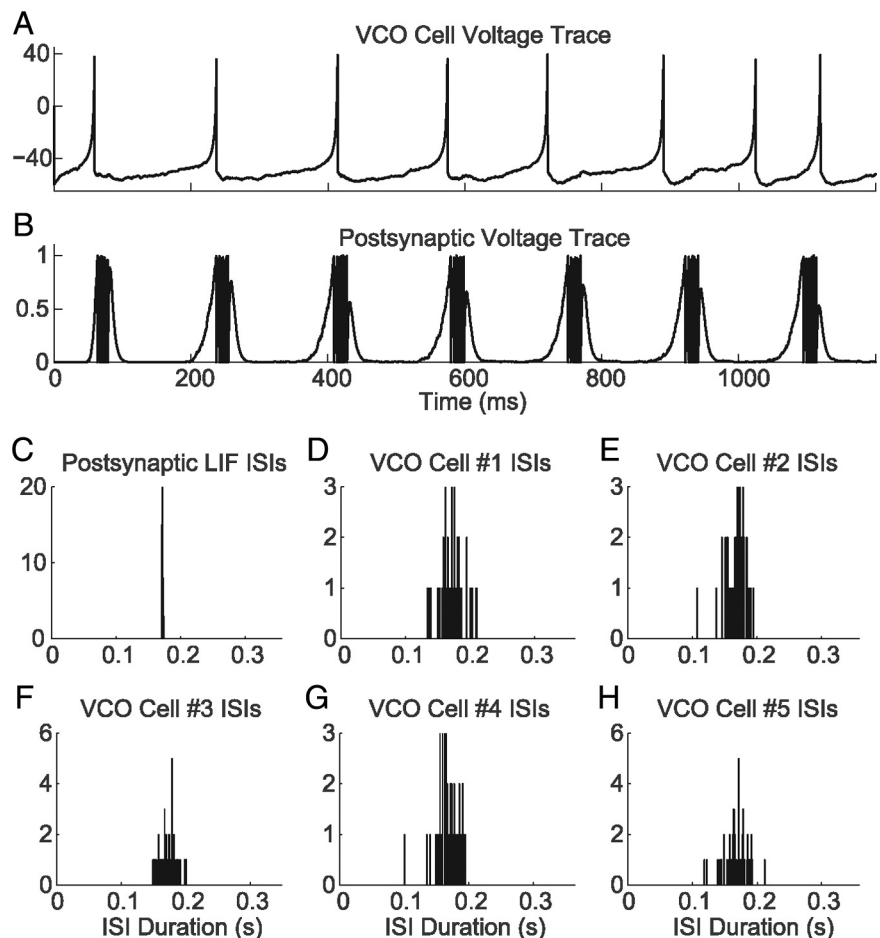 A
VCO Cell Voltage Trace
40
0
−40
B
Postsynaptic Voltage Trace
1
0.5
0
0 200 400 600 800 1000
Time (ms)
C D E
Postsynaptic LIF ISIs VCO Cell #1 ISIs VCO Cell #2 ISIs
20 3 3
2 2
10
1 1
0 0 0
0 0.1 0.2 0.3 0 0.1 0.2 0.3 0 0.1 0.2 0.3
F G H
VCO Cell #3 ISIs VCO Cell #4 ISIs VCO Cell #5 ISIs
6 3 6
4 2 4
2 1 2
0 0 0
0 0.1 0.2 0.3 0 0.1 0.2 0.3 0 0.1 0.2 0.3
ISI Duration (s) ISI Duration (s) ISI Duration (s)